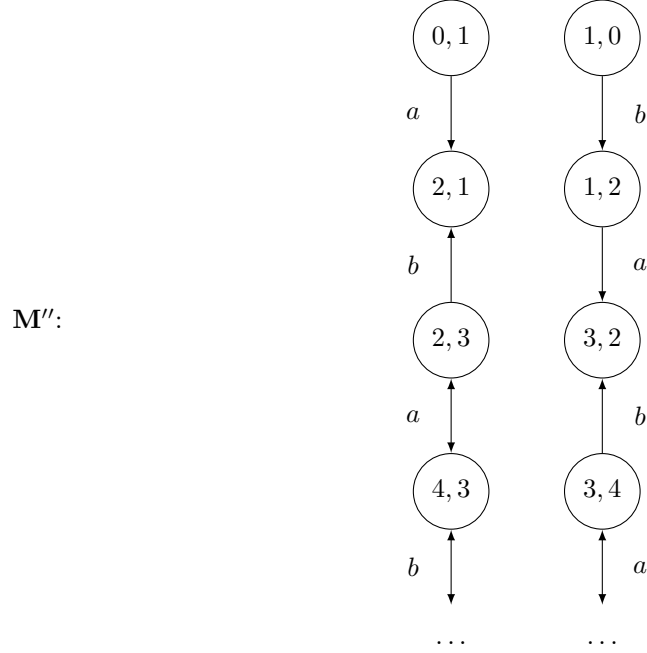 0, 1 1, 0
a b
2, 1 1, 2
b a
M″: 2, 3 3, 2
a b
4, 3 3, 4
b a
... ...